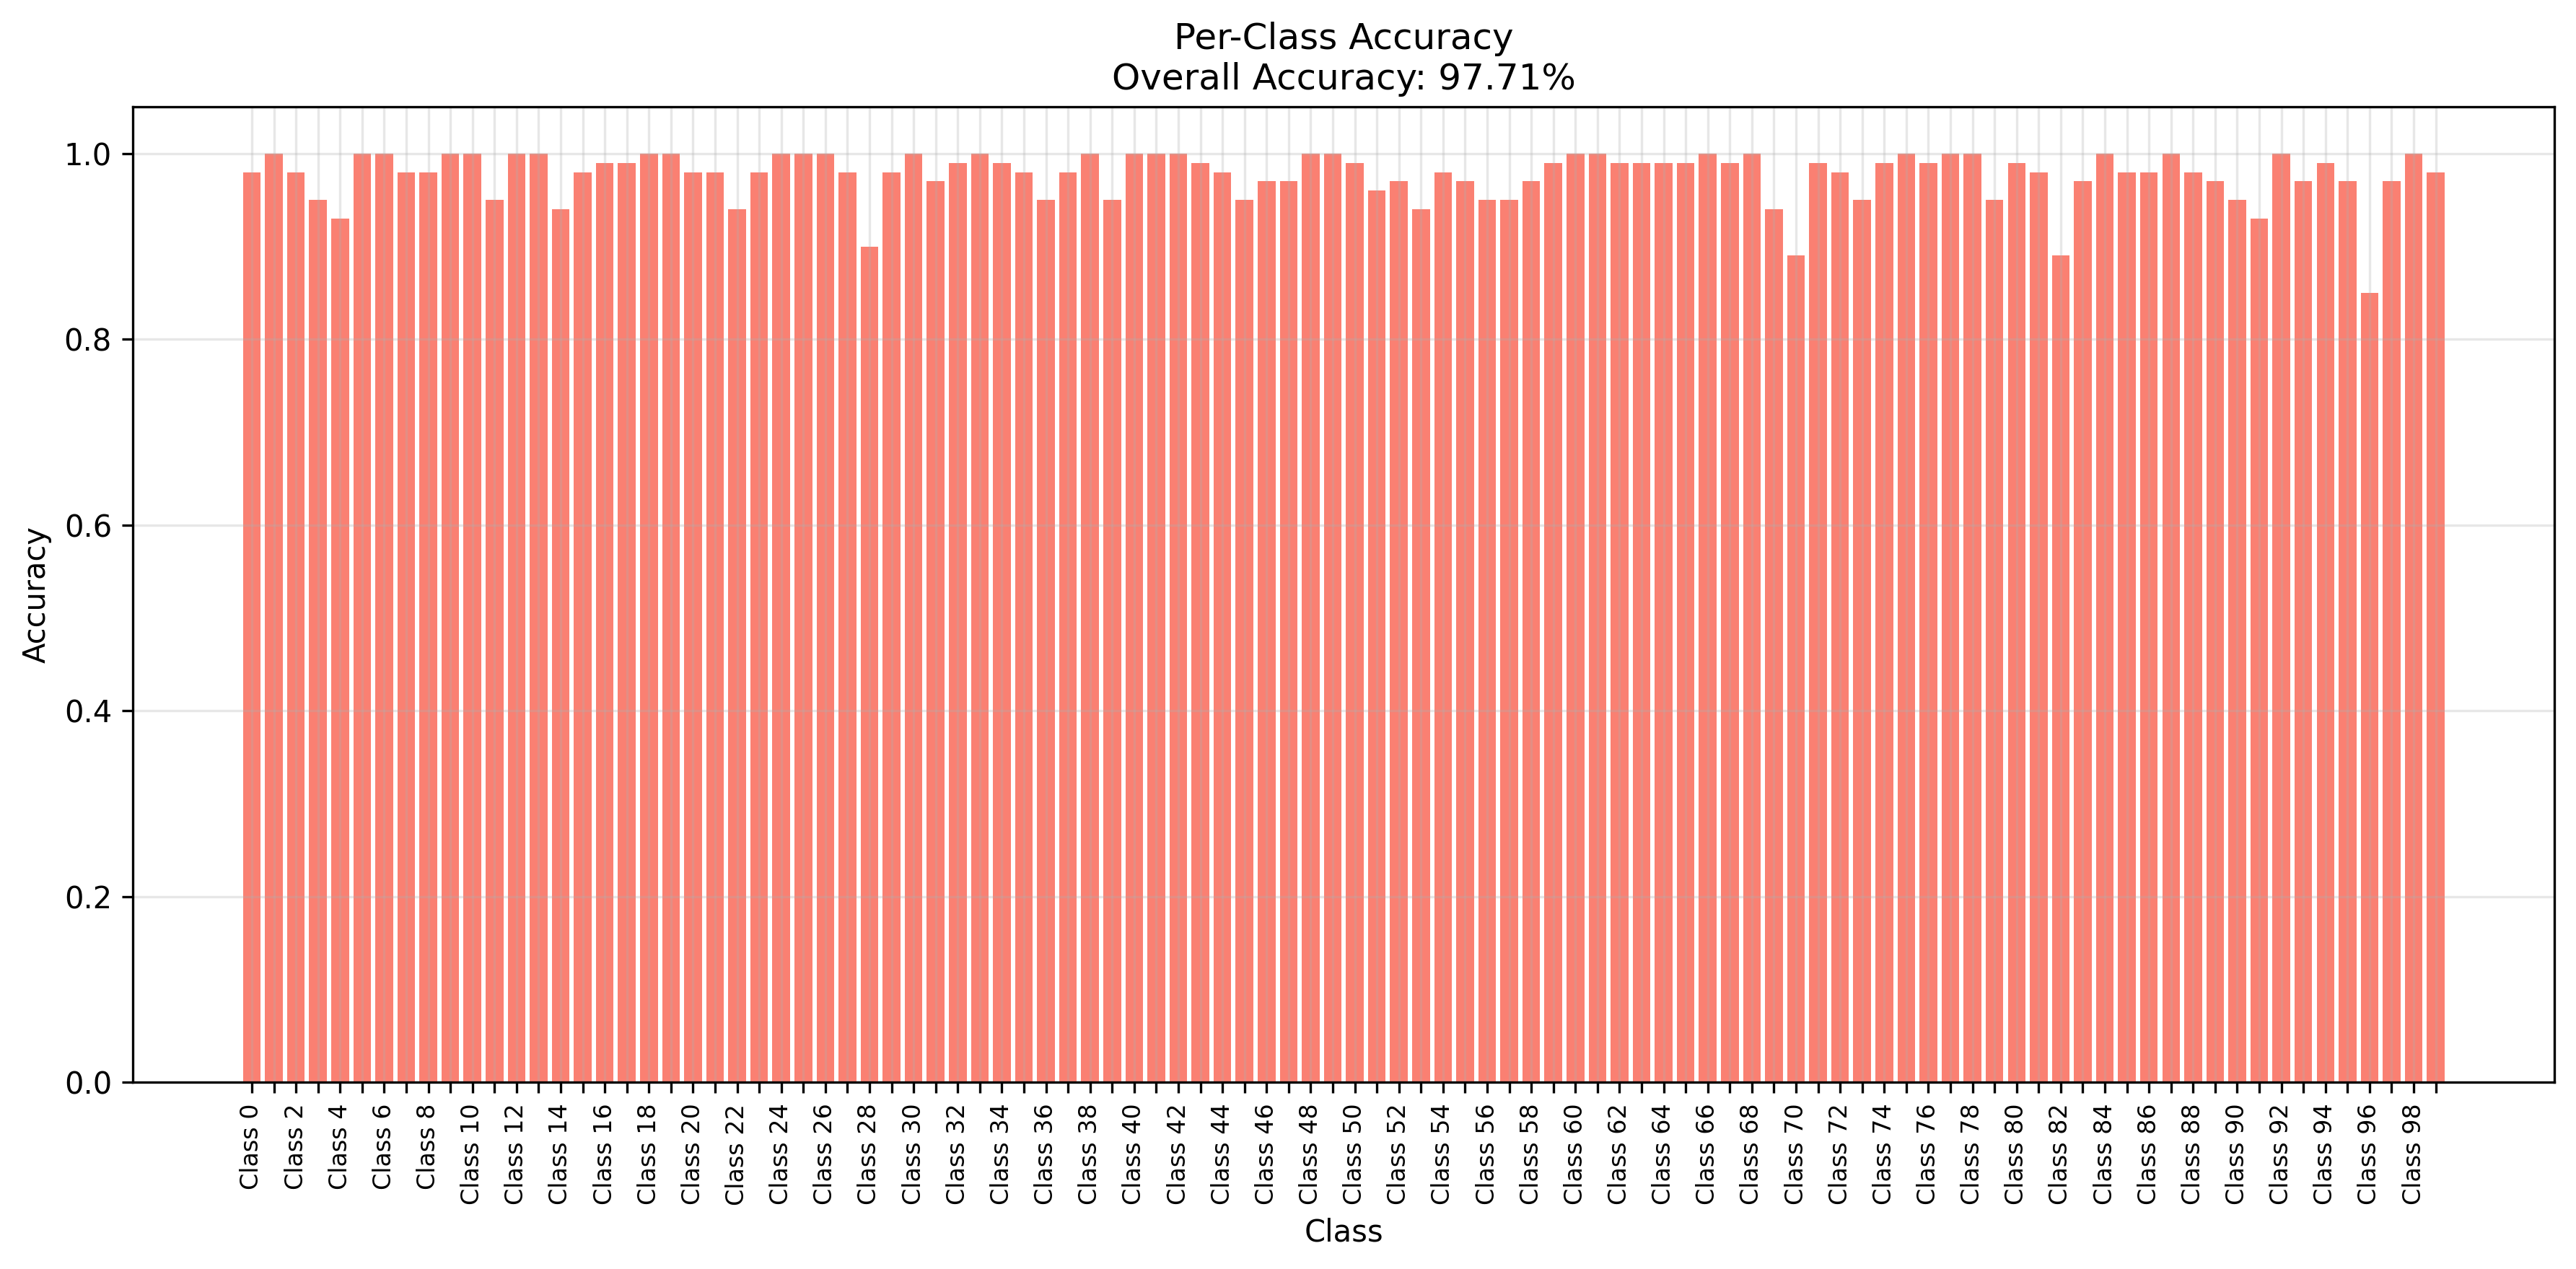 Per-Class Accuracy
Overall Accuracy: 97.71%
Accuracy
1.0
0.8
0.6
0.4
0.2
0.0
Class 0
Class 2
Class 4
Class 6
Class 8
Class 10
Class 12
Class 14
Class 16
Class 18
Class 20
Class 22
Class 24
Class 26
Class 28
Class 30
Class 32
Class 34
Class 36
Class 38
Class 40
Class 42
Class 44
Class 46
Class 48
Class 50
Class 52
Class 54
Class 56
Class 58
Class 60
Class 62
Class 64
Class 66
Class 68
Class 70
Class 72
Class 74
Class 76
Class 78
Class 80
Class 82
Class 84
Class 86
Class 88
Class 90
Class 92
Class 94
Class 96
Class 98
Class